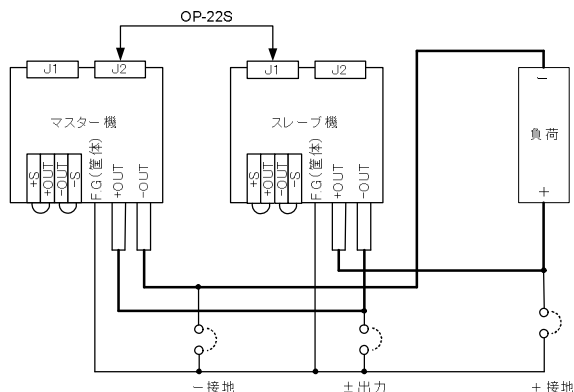 OP-22S
J1
J2
J1
J2
マスター機
スレーブ機
負荷
－
＋
+S
+OUT
-OUT
-S
F.G(筐体)
+OUT
-OUT
+S
+OUT
-OUT
-S
F.G(筐体)
+OUT
-OUT
－接地
±出力
＋接地